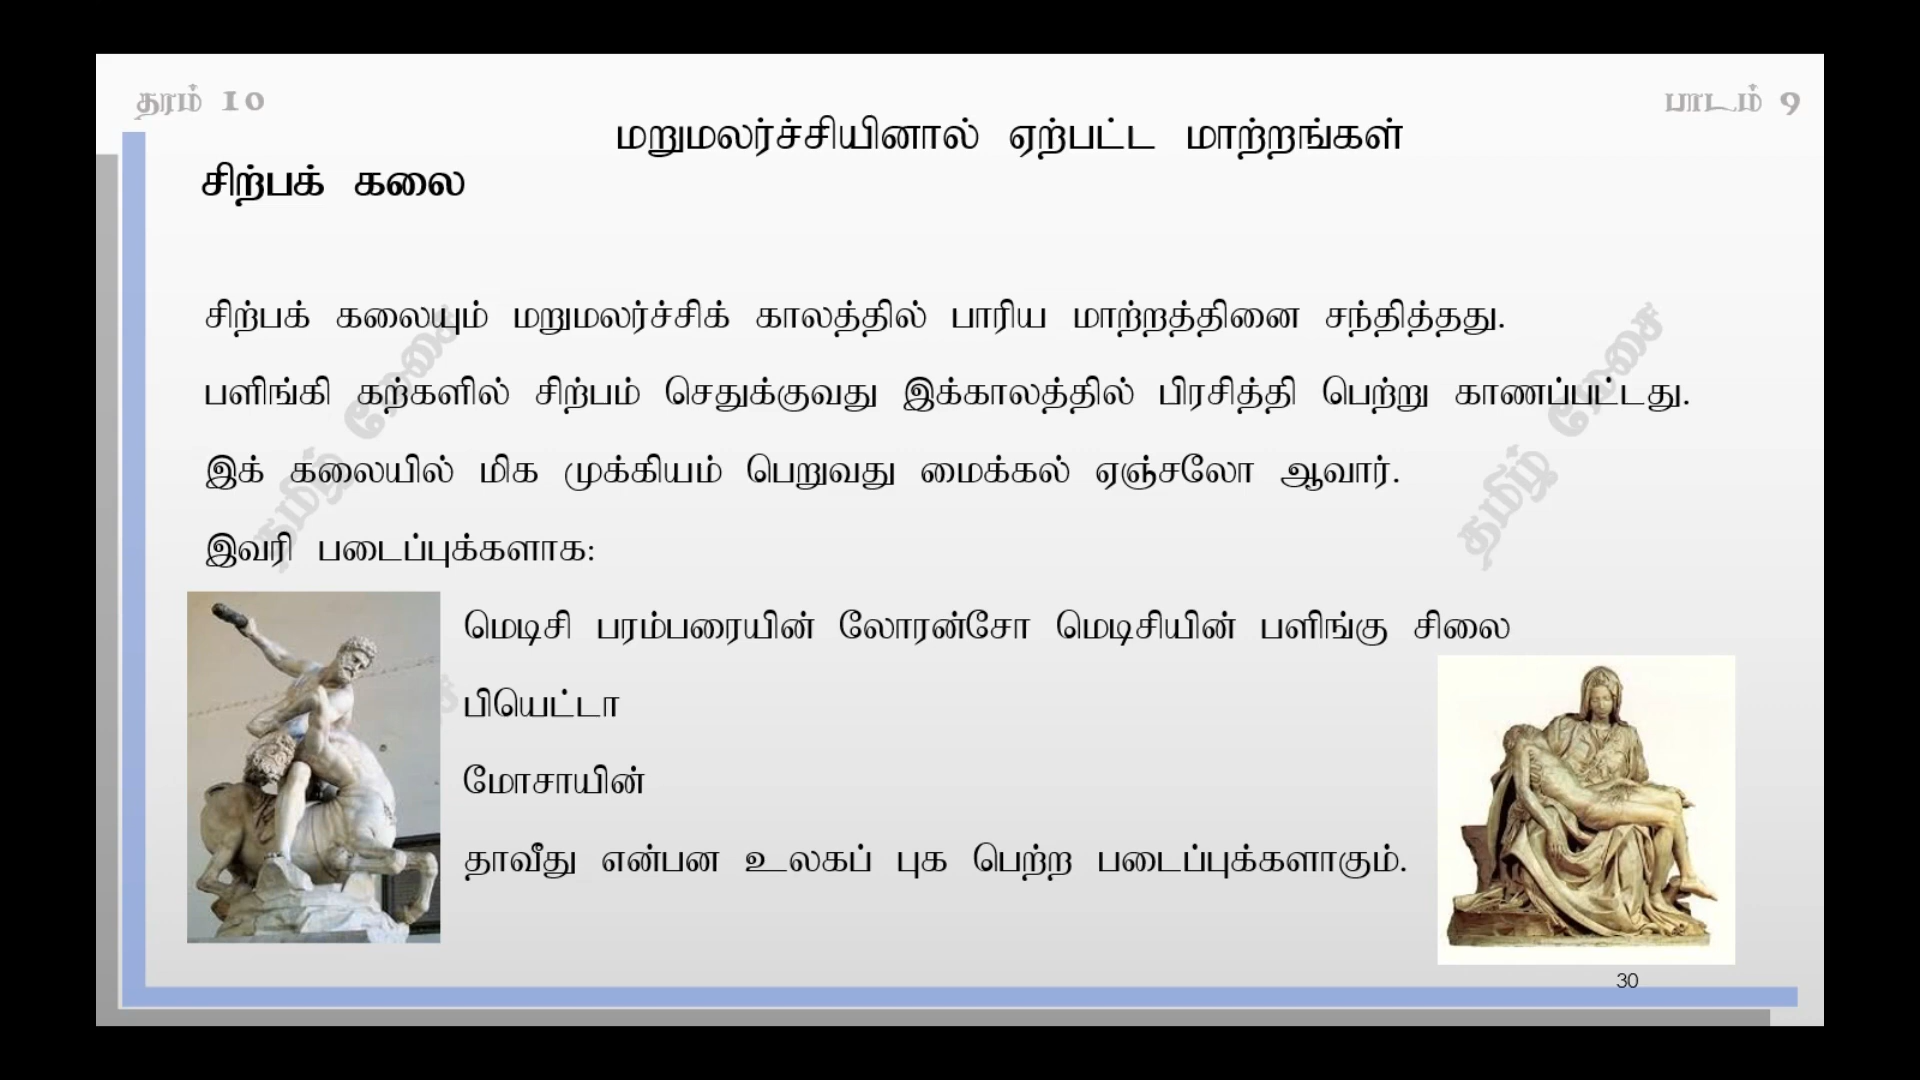 தரம் 10
பாடம் 9
மறுமலர்ச்சியினால் ஏற்பட்ட மாற்றங்கள்
சிற்பக் கலை
சிற்பக் கலையும் மறுமலர்ச்சிக் காலத்தில் பாரிய மாற்றத்தினை சந்தித்தது.
பளிங்கி கற்களில் சிற்பம் செதுக்குவது இக்காலத்தில் பிரசித்தி பெற்று காணப்பட்டது.
இக் கலையில் மிக முக்கியம் பெறுவது மைக்கல் ஏஞ்சலோ ஆவார்.
இவரி படைப்புக்களாக:
மெடிசி பரம்பரையின் லோரன்சோ மெடிசியின் பளிங்கு சிலை
பியெட்டா
மோசாயின்
தாவீது என்பன உலகப் புக பெற்ற படைப்புக்களாகும்.
தமிழ் மேசை
தமிழ் மேசை
30